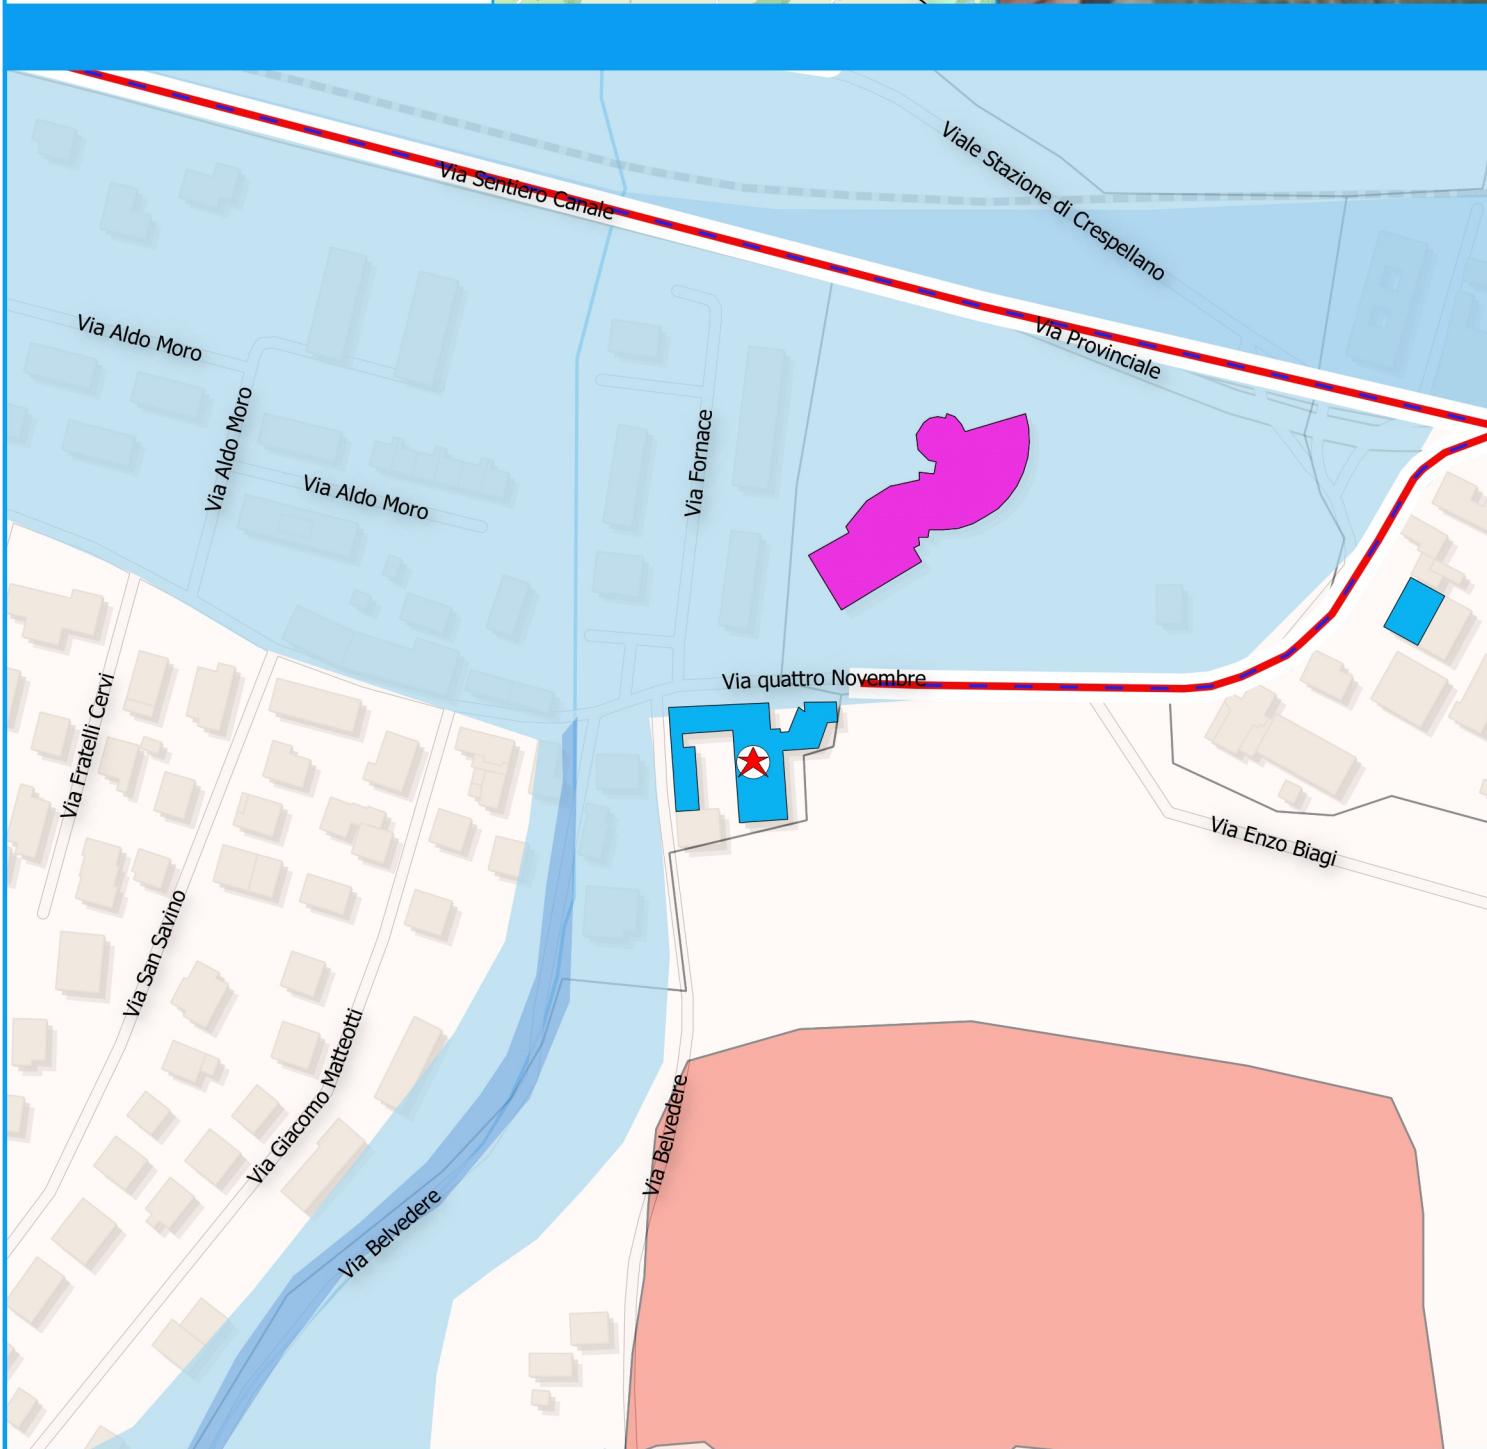 Viale Stazione di Crespellano
Via Sentiero Canale
Via Provinciale
Via Aldo Moro
Via Aldo Moro
Via Aldo Moro
Via Fornace
Via quattro Novembre
Via Fratelli Cervi
Via Enzo Biagi
Via San Savino
Via Giacomo Matteotti
Via Belvedere
Via Belvedere